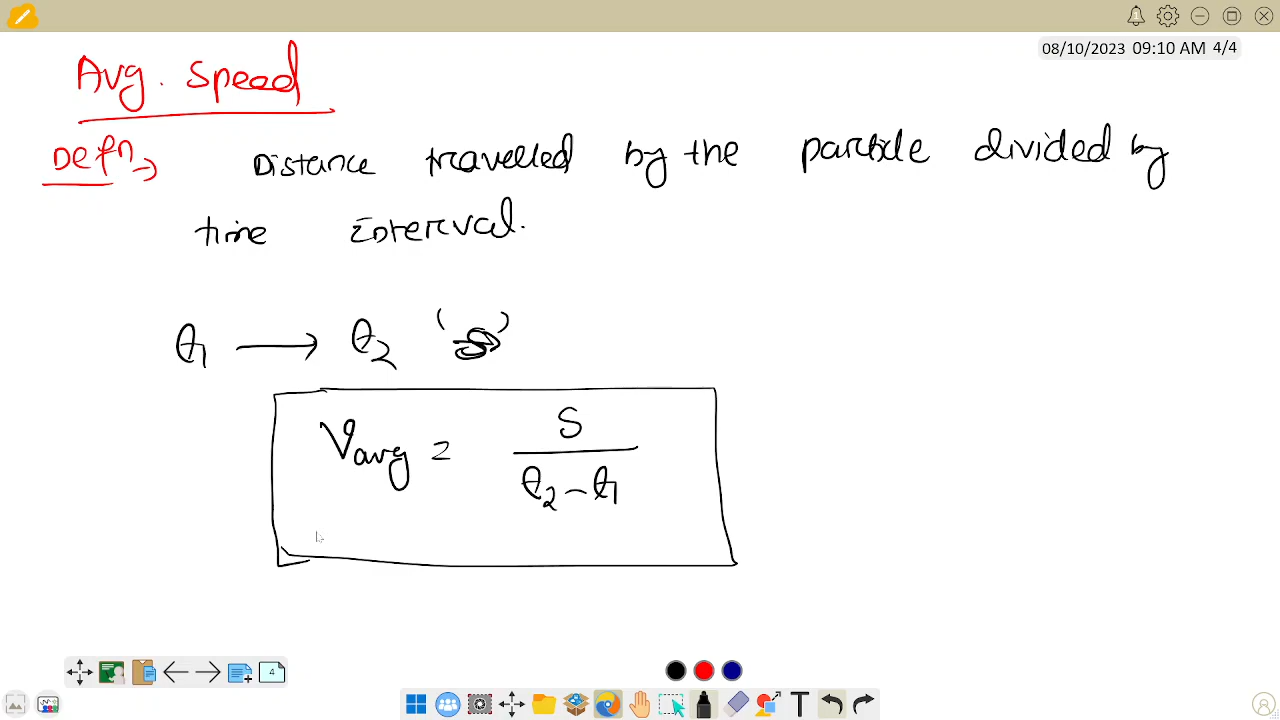 08/10/2023 09:10 AM 4/4
Avg. Speed
Defn → Distance travelled by the particle divided by
time interval.
t1 → t2 'S'
Vavg = S / (t2 - t1)
4
T